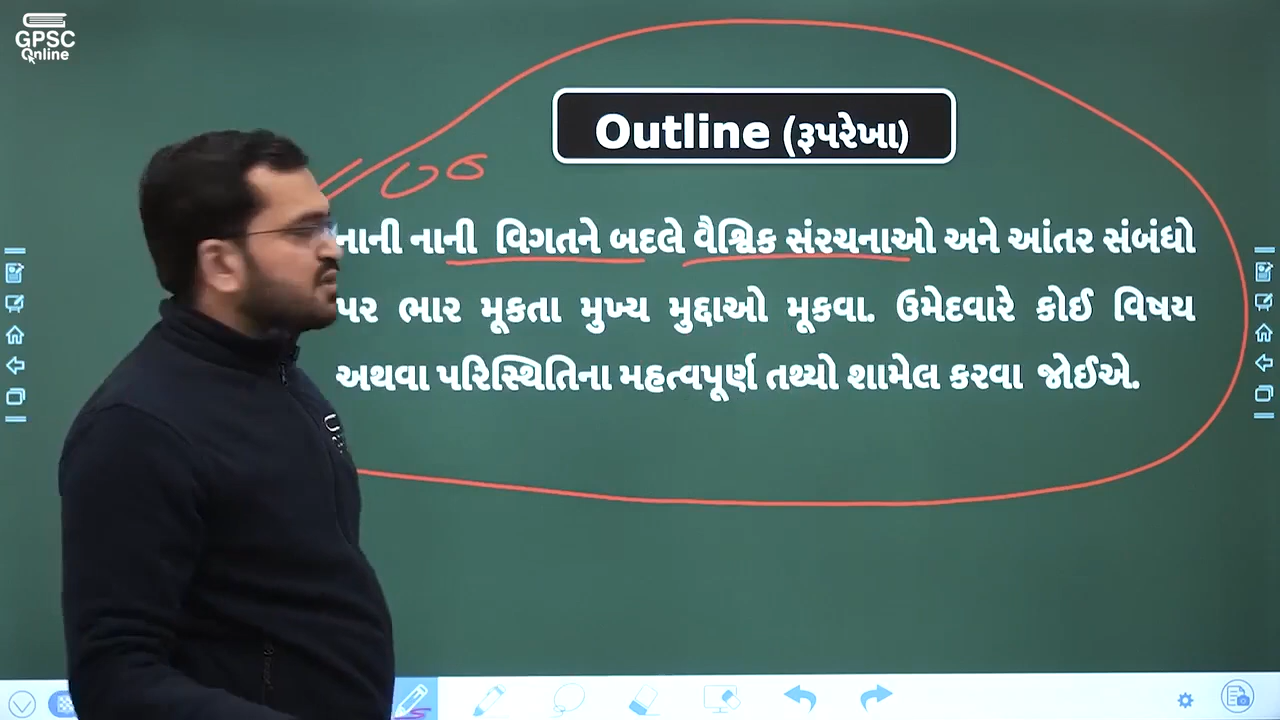 GPSC
Online
Outline (રૂપરેખા)
નાની નાની વિગતને બદલે વૈશ્વિક સંરચનાઓ અને આંતર સંબંધો
પર ભાર મૂકતા મુખ્ય મુદ્દાઓ મૂકવા. ઉમેદવારે કોઈ વિષય
અથવા પરિસ્થિતિના મહત્વપૂર્ણ તથ્યો શામેલ કરવા જોઈએ.